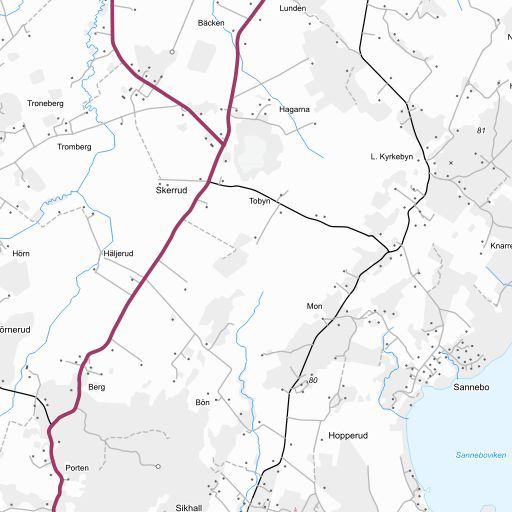 Lunden
Bäcken
Troneberg
Hagarna
81
Tromberg
L. Kyrkebyn
Skerrud
Tobyn
Knarre
Hörn
Häljerud
Mon
örnerud
80
Berg
Sannebo
Bön
Hopperud
Sanneboviken
Porten
Sikhall